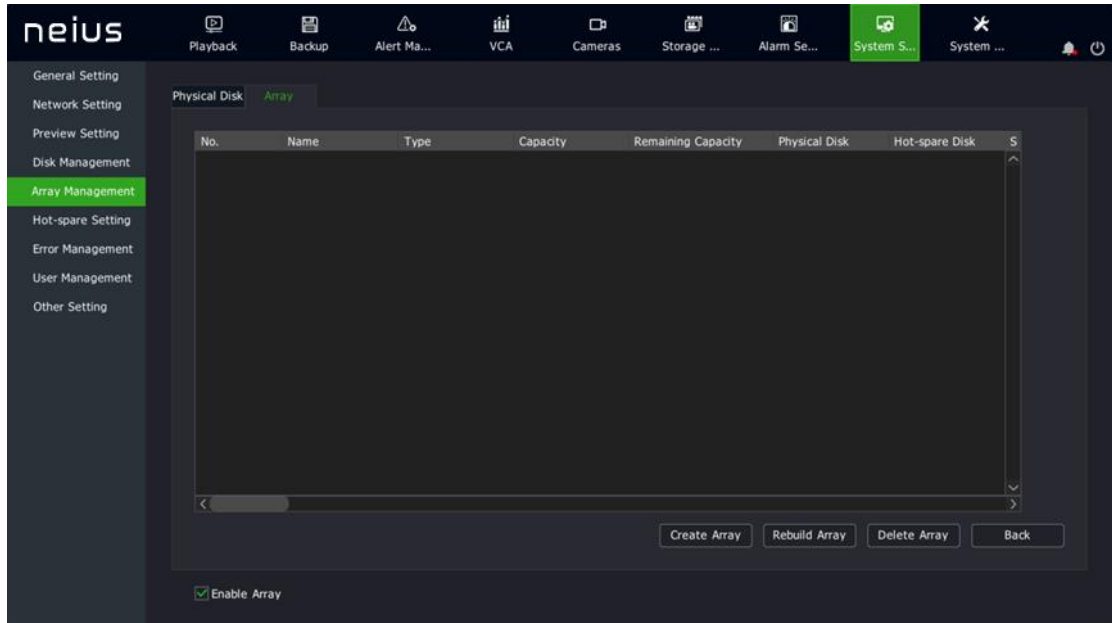 neius
Playback Backup Alert Ma... VCA Cameras Storage ... Alarm Se... System S... System ...
General Setting
Network Setting
Preview Setting
Disk Management
Array Management
Hot-spare Setting
Error Management
User Management
Other Setting
Physical Disk Array
No. Name Type Capacity Remaining Capacity Physical Disk Hot-spare Disk S
Create Array Rebuild Array Delete Array Back
Enable Array